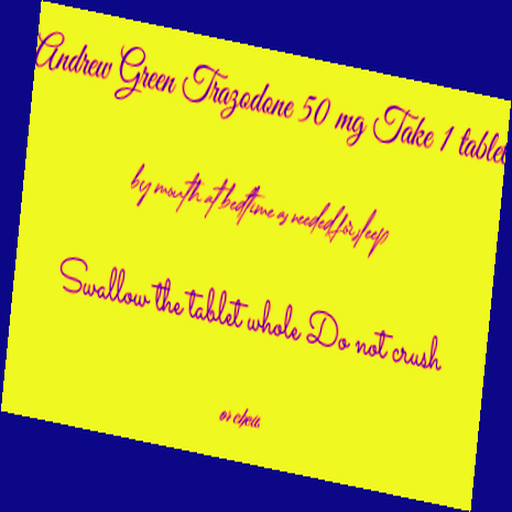 Andrew Green Trazodone 50 mg Take 1 tablet
by mouth at bedtime as needed for sleep
Swallow the tablet whole Do not crush
or chew